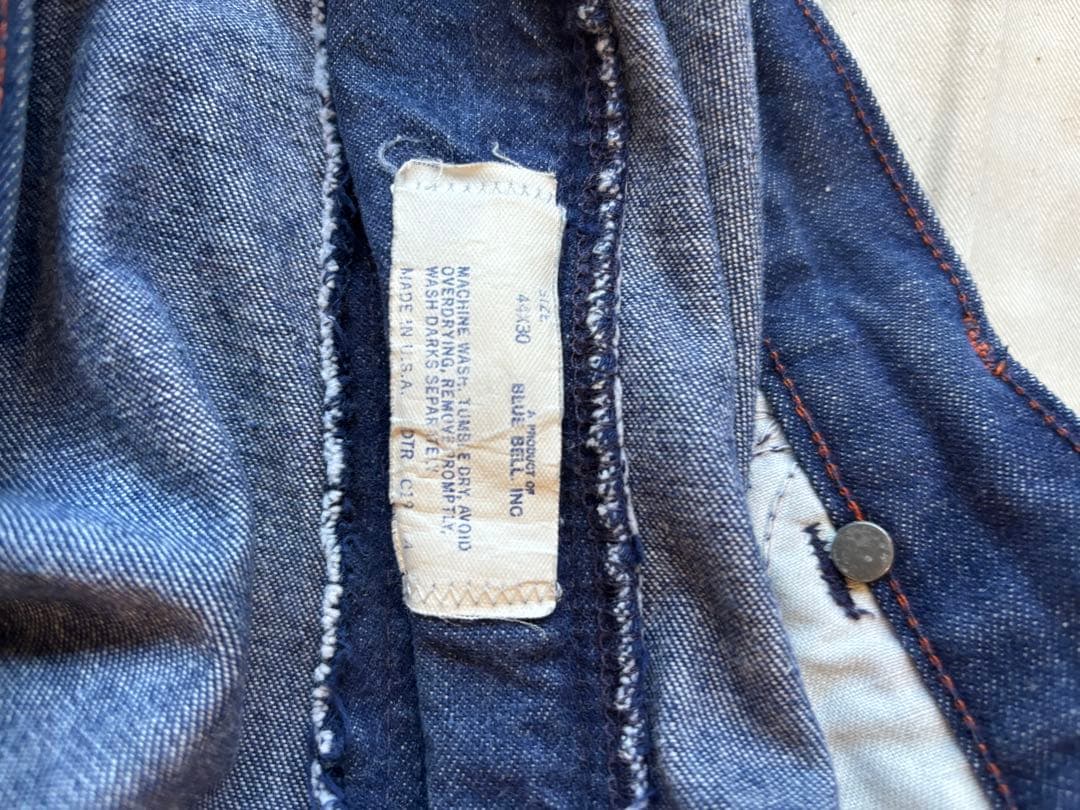 SIZE
44X30
A PRODUCT OF
BLUE BELL, INC
MACHINE WASH, TUMBLE DRY, AVOID
OVERDRYING, REMOVE PROMPTLY,
WASH DARKS SEPARATELY
MADE IN U.S.A. DTR